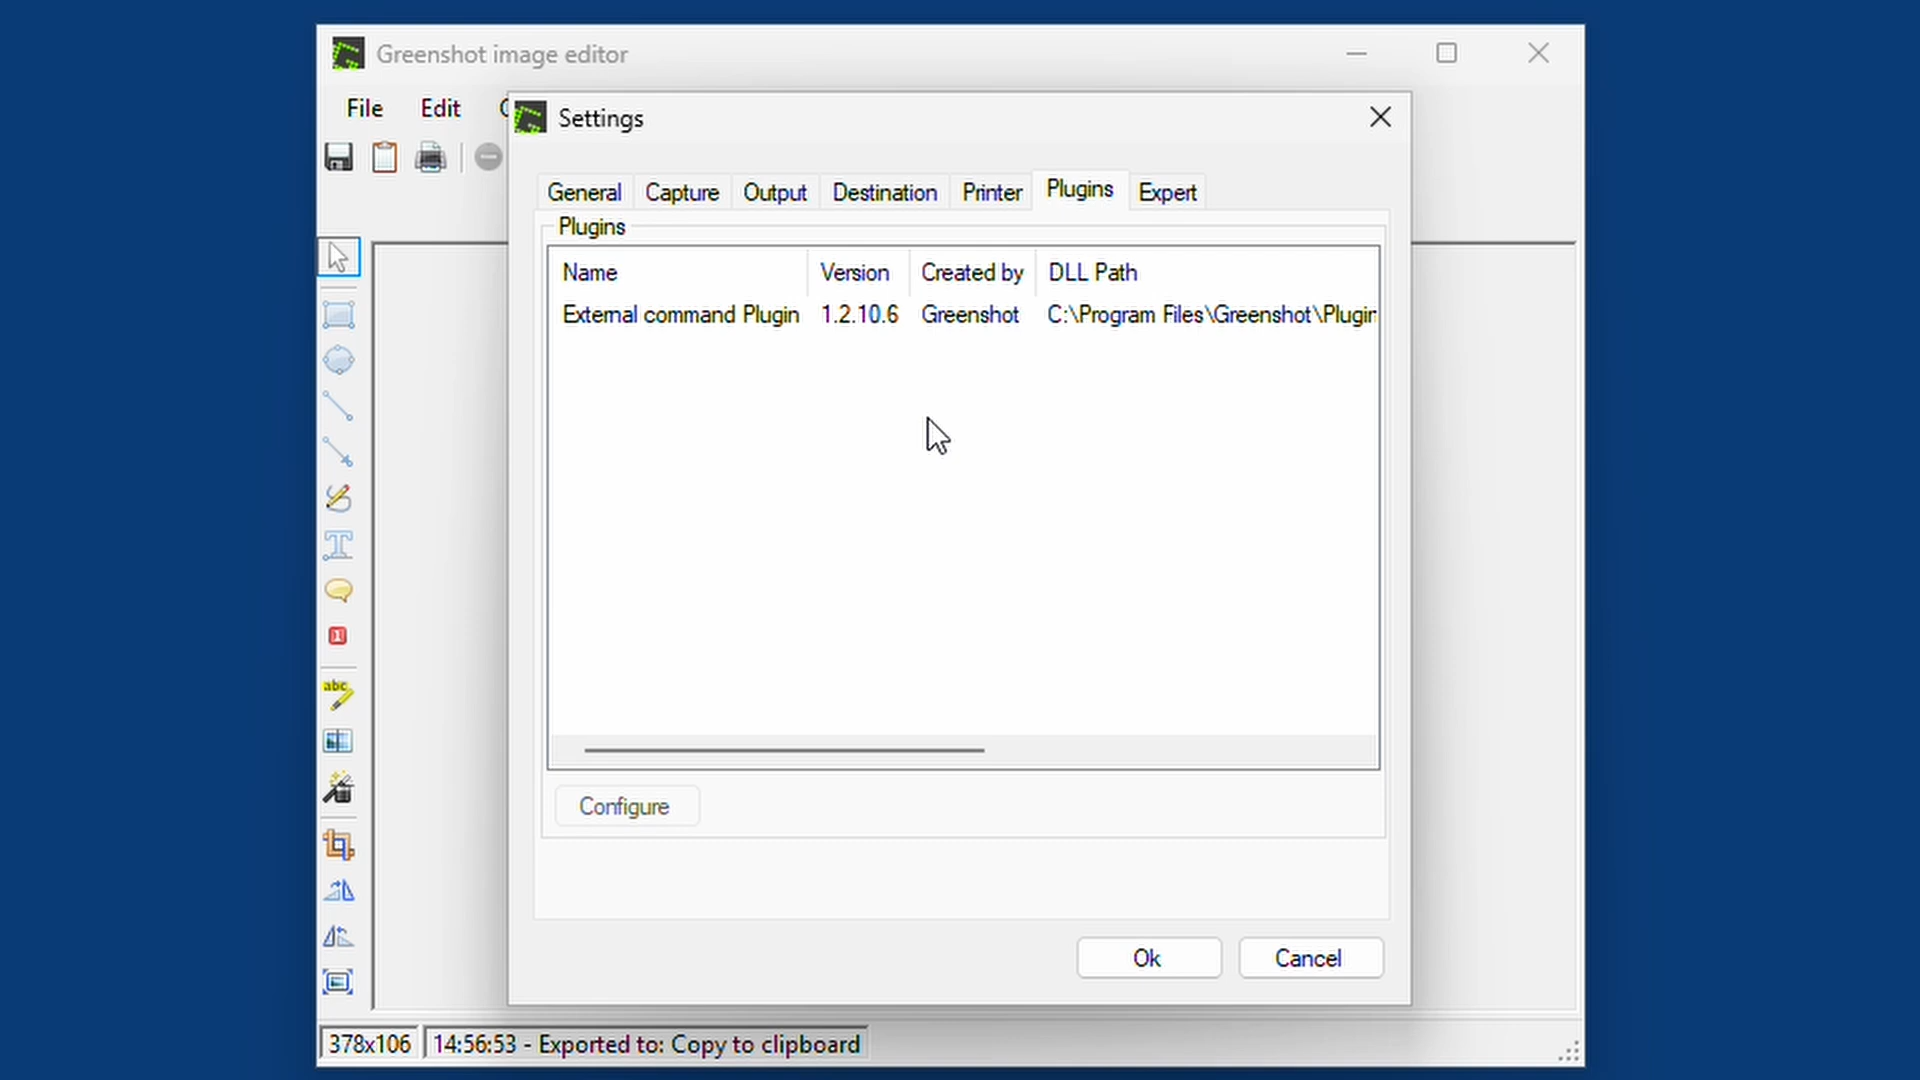 Greenshot image editor
File Edit
Settings
General Capture Output Destination Printer Plugins Expert
Plugins
Name Version Created by DLL Path
External command Plugin 1.2.10.6 Greenshot C:\Program Files\Greenshot\Plugin
abc
1
Configure
Ok Cancel
378x106 14:56:53 - Exported to: Copy to clipboard